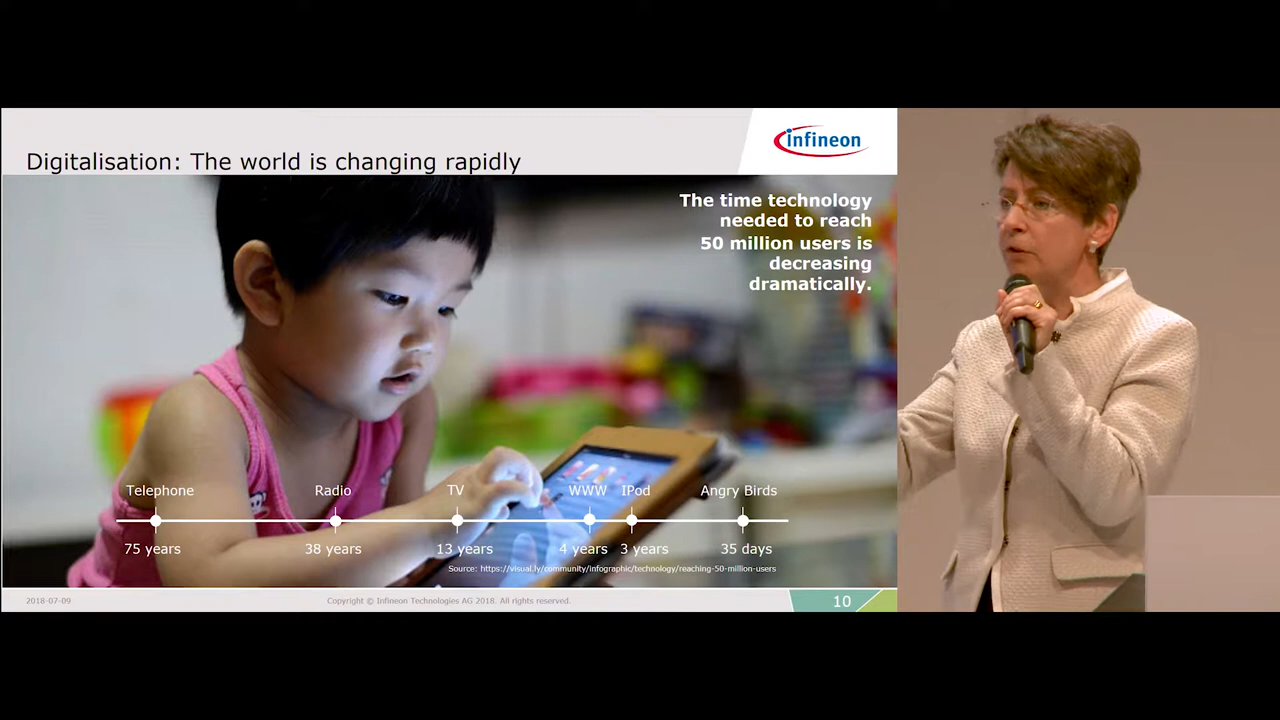 Digitalisation: The world is changing rapidly
infineon
The time technology
needed to reach
50 million users is
decreasing
dramatically.
Telephone Radio TV WWW IPod Angry Birds
75 years 38 years 13 years 4 years 3 years 35 days
Source: https://visual.ly/community/infographic/technology/reaching-50-million-users
2018-07-09 Copyright © Infineon Technologies AG 2018. All rights reserved. 10